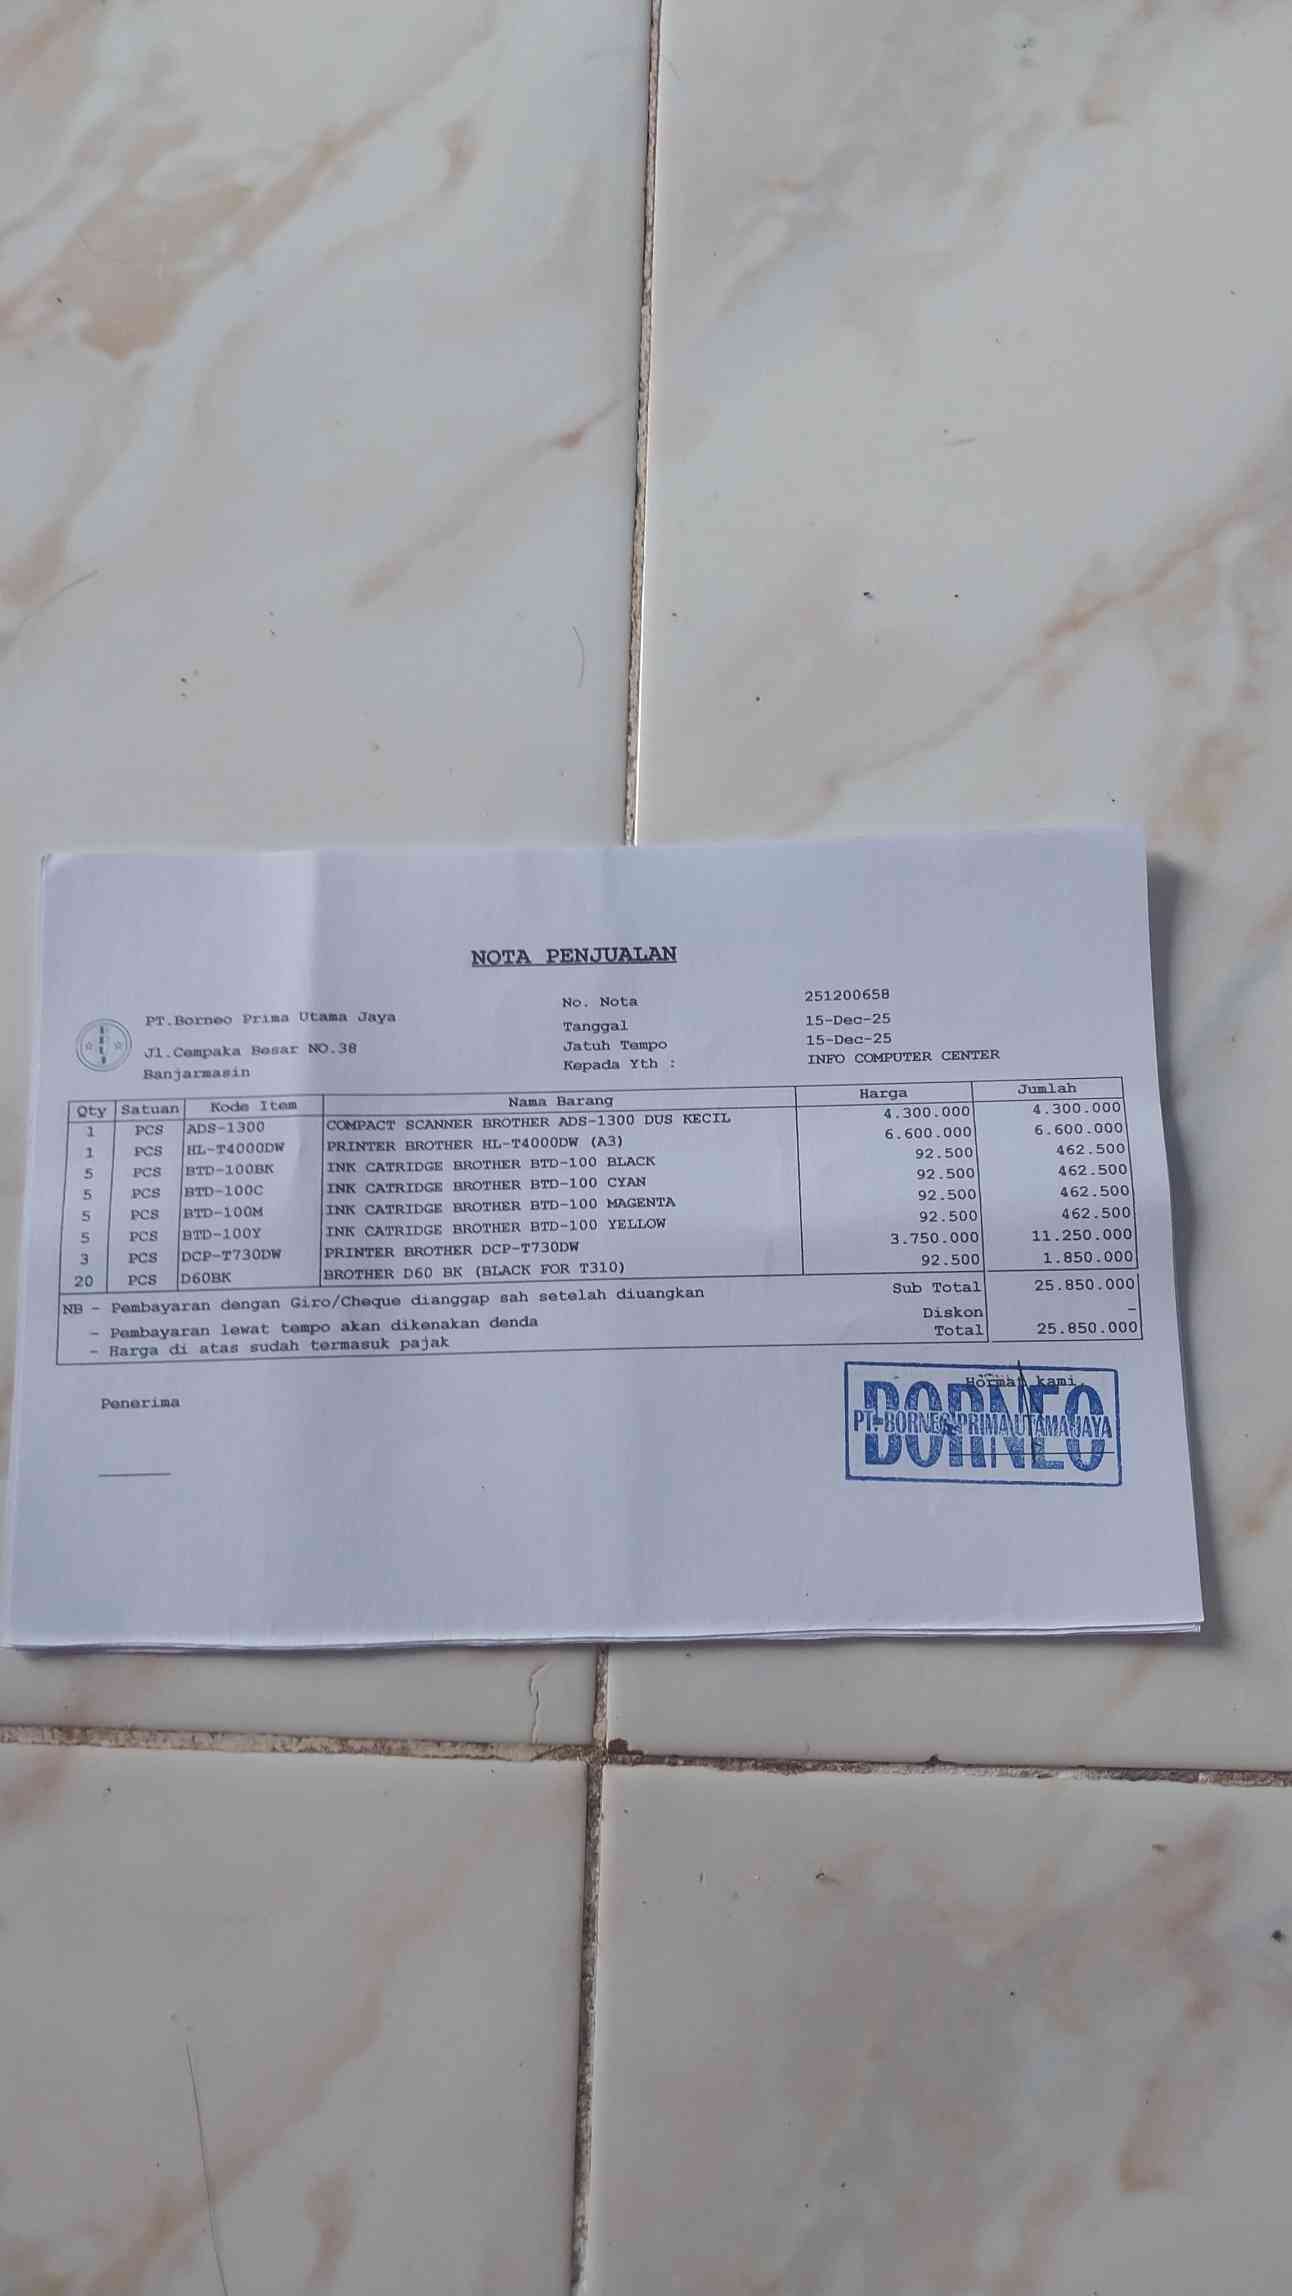 NOTA PENJUALAN
PT.Borneo Prima Utama Jaya
Jl.Cempaka Besar NO.38
Banjarmasin
No. Nota 251200658
Tanggal 15-Dec-25
Jatuh Tempo 15-Dec-25
Kepada Yth : INFO COMPUTER CENTER
Qty Satuan Kode Item Nama Barang Harga Jumlah
1 PCS ADS-1300 COMPACT SCANNER BROTHER ADS-1300 DUS KECIL 4.300.000 4.300.000
1 PCS HL-T4000DW PRINTER BROTHER HL-T4000DW (A3) 6.600.000 6.600.000
5 PCS BTD-100BK INK CATRIDGE BROTHER BTD-100 BLACK 92.500 462.500
5 PCS BTD-100C INK CATRIDGE BROTHER BTD-100 CYAN 92.500 462.500
5 PCS BTD-100M INK CATRIDGE BROTHER BTD-100 MAGENTA 92.500 462.500
5 PCS BTD-100Y INK CATRIDGE BROTHER BTD-100 YELLOW 92.500 462.500
3 PCS DCP-T730DW PRINTER BROTHER DCP-T730DW 3.750.000 11.250.000
20 PCS D60BK BROTHER D60 BK (BLACK FOR T310) 92.500 1.850.000
NB - Pembayaran dengan Giro/Cheque dianggap sah setelah diuangkan Sub Total 25.850.000
- Pembayaran lewat tempo akan dikenakan denda Diskon -
- Harga di atas sudah termasuk pajak Total 25.850.000
Penerima
Hormat kami,
BORNEO
PT. BORNEO PRIMA UTAMA JAYA